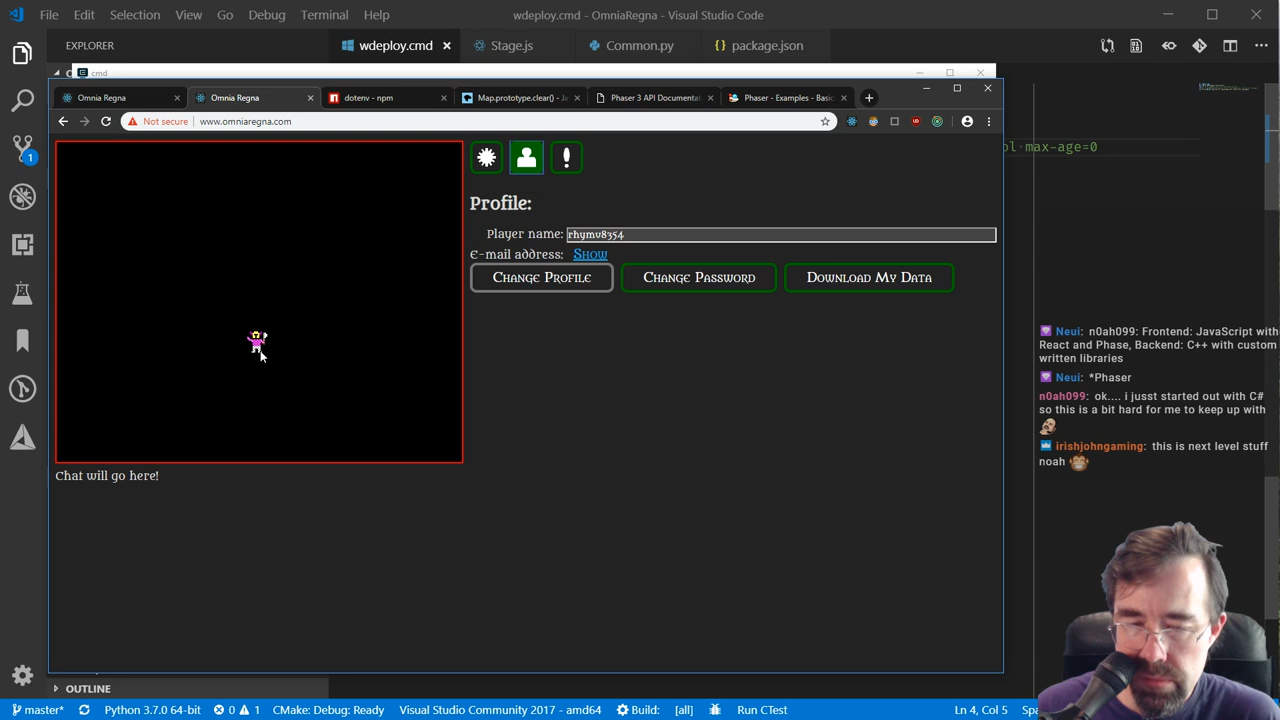 File Edit Selection View Go Debug Terminal Help
wdeploy.cmd - OmniaRegna - Visual Studio Code
EXPLORER
wdeploy.cmd
Stage.js
Common.py
{} package.json
cmd
Omnia Regna
Omnia Regna
dotenv - npm
Map.prototype.clear() - Ja
Phaser 3 API Documentat
Phaser - Examples - Basic
Not secure www.omniaregna.com
max-age=0
Profile:
Player name: rhymv8354
E-mail address: Show
Change Profile
Change Password
Download My Data
Chat will go here!
Neui: n0ah099: Frontend: JavaScript with
React and Phase, Backend: C++ with custom
written libraries
Neui: *Phaser
n0ah099: ok.... i jusst started out with C#
so this is a bit hard for me to keep up with
irishjohngaming: this is next level stuff
noah
1
OUTLINE
master* Python 3.7.0 64-bit 0 1 CMake: Debug: Ready Visual Studio Community 2017 - amd64 Build: [all] Run CTest Ln 4, Col 5